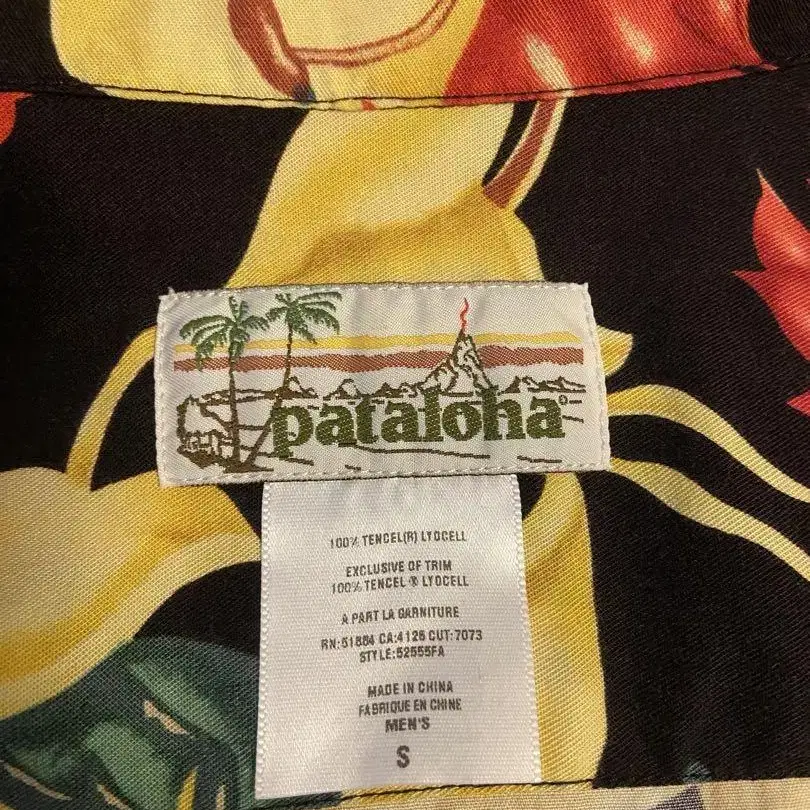 pataloha®
100% TENCEL(R) LYOCELL
EXCLUSIVE OF TRIM
100% TENCEL ® LYOCELL
A PART LA GARNITURE
RN:51884 CA:4126 CUT:7073
STYLE:52555FA
MADE IN CHINA
FABRIQUE EN CHINE
MEN'S
S